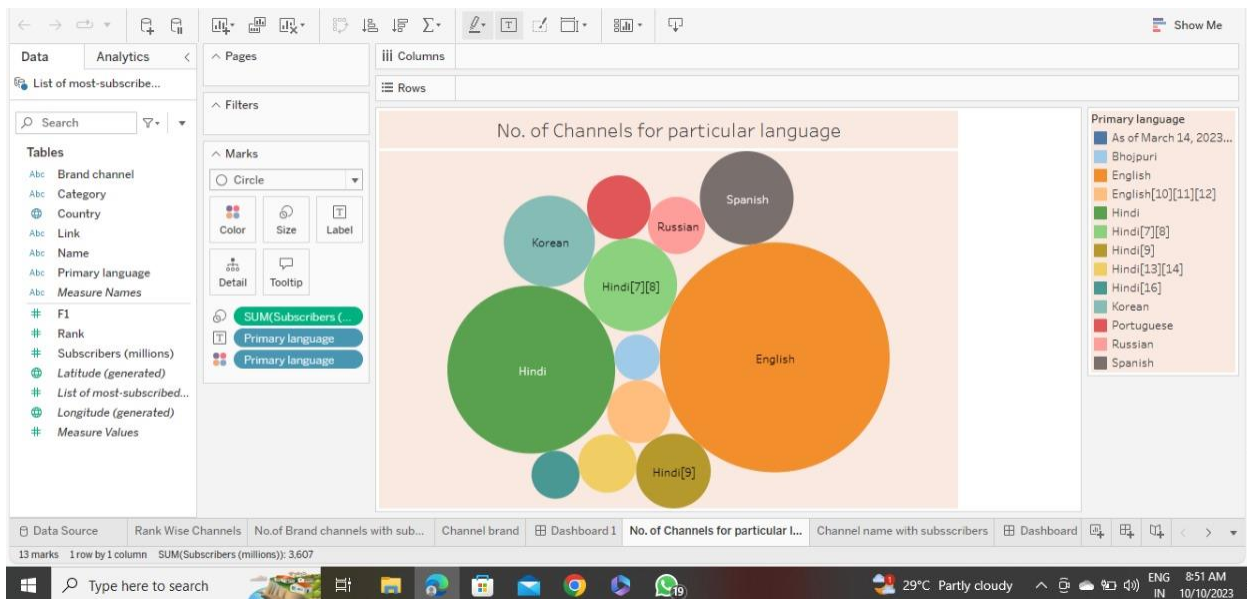 Show Me
Data
Analytics
Pages
Columns
List of most-subscribe...
Rows
Search
Filters
Tables
Abc Brand channel
Abc Category
Country
Abc Link
Abc Name
Abc Primary language
Abc Measure Names
# F1
# Rank
# Subscribers (millions)
Latitude (generated)
# List of most-subscribed...
Longitude (generated)
# Measure Values
Marks
Circle
Color
Size
Label
Detail
Tooltip
SUM(Subscribers (...
Primary language
Primary language
No. of Channels for particular language
Spanish
Russian
Korean
Hindi[7][8]
Hindi
English
Hindi[9]
Primary language
As of March 14, 2023...
Bhojpuri
English
English[10][11][12]
Hindi
Hindi[7][8]
Hindi[9]
Hindi[13][14]
Hindi[16]
Korean
Portuguese
Russian
Spanish
Data Source
Rank Wise Channels
No.of Brand channels with sub...
Channel brand
Dashboard 1
No. of Channels for particular l...
Channel name with subsscribers
Dashboard
13 marks 1 row by 1 column SUM(Subscribers (millions)): 3,607
Type here to search
19
29°C Partly cloudy
ENG
IN
8:51 AM
10/10/2023